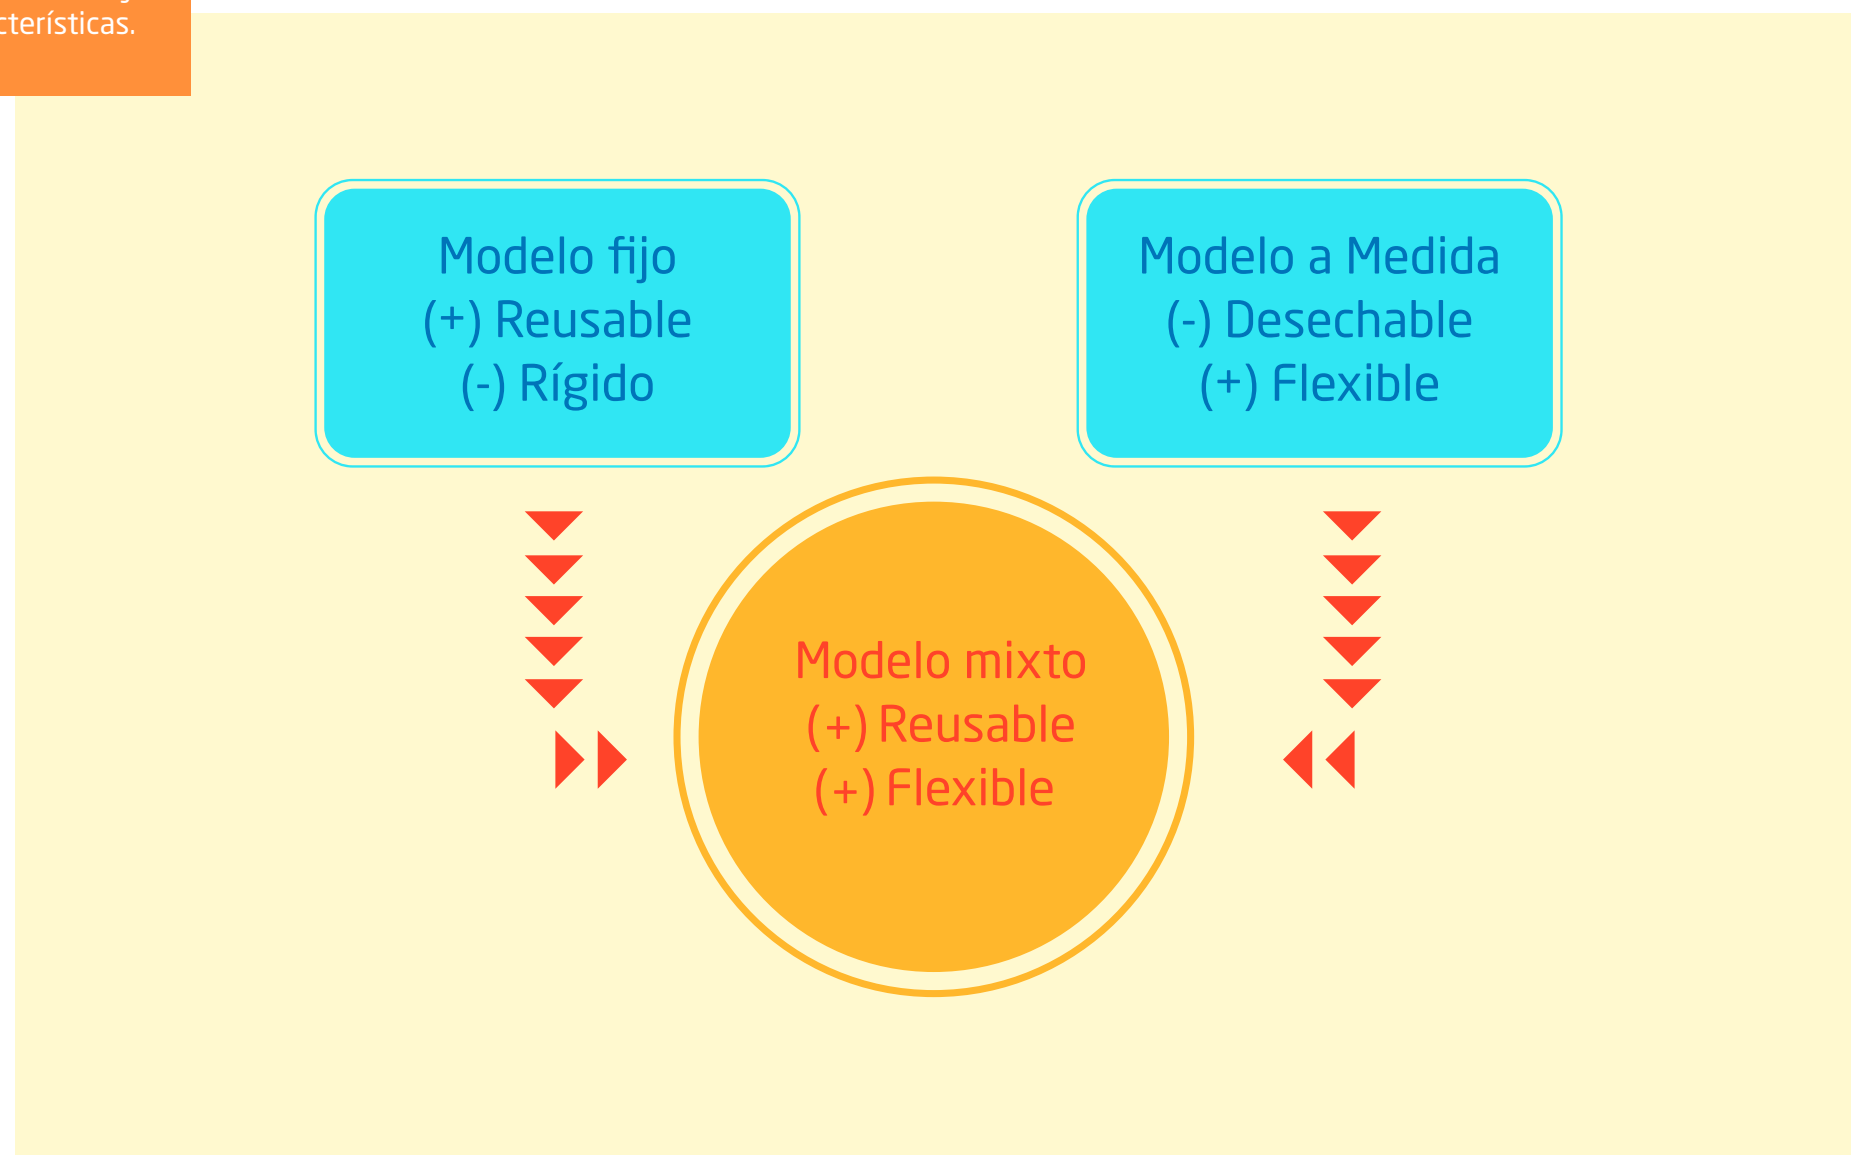 cterísticas.
Modelo fijo
(+) Reusable
(-) Rígido
Modelo a Medida
(-) Desechable
(+) Flexible
Modelo mixto
(+) Reusable
(+) Flexible